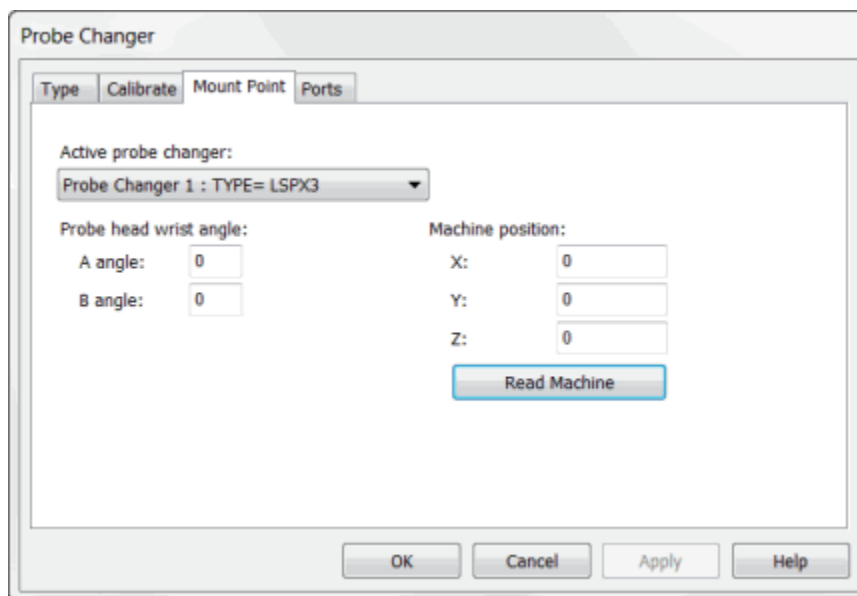 Probe Changer
Type Calibrate Mount Point Ports
Active probe changer:
Probe Changer 1 : TYPE= LSPX3
Probe head wrist angle: Machine position:
A angle: 0 X: 0
B angle: 0 Y: 0
Z: 0
Read Machine
OK Cancel Apply Help